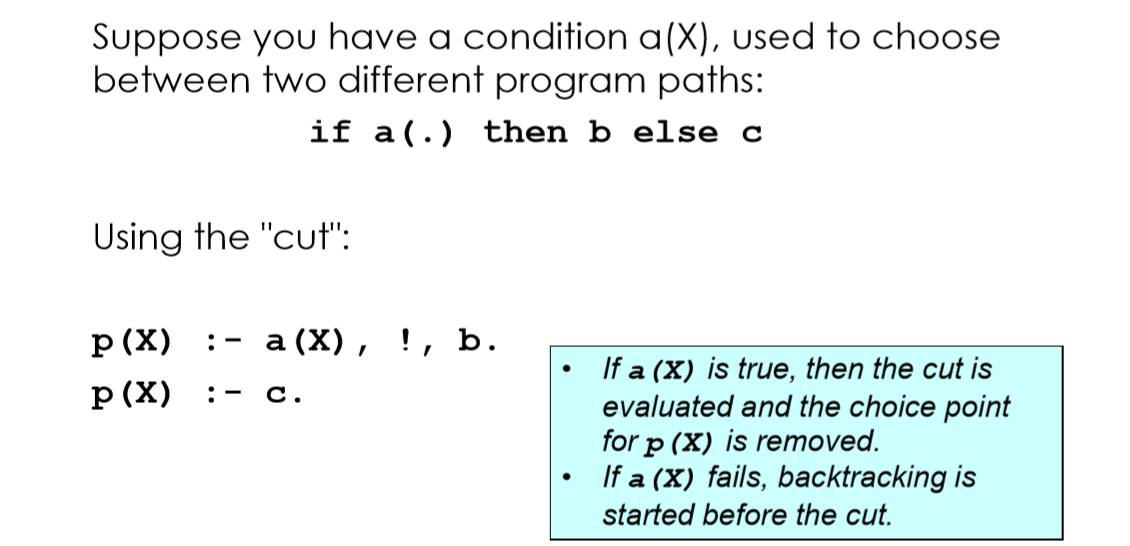 Suppose you have a condition a(X), used to choose
between two different program paths:
if a(.) then b else c
Using the "cut":
p(X) :- a(X), !, b.
p(X) :- c.
• If a(X) is true, then the cut is
evaluated and the choice point
for p(X) is removed.
• If a(X) fails, backtracking is
started before the cut.